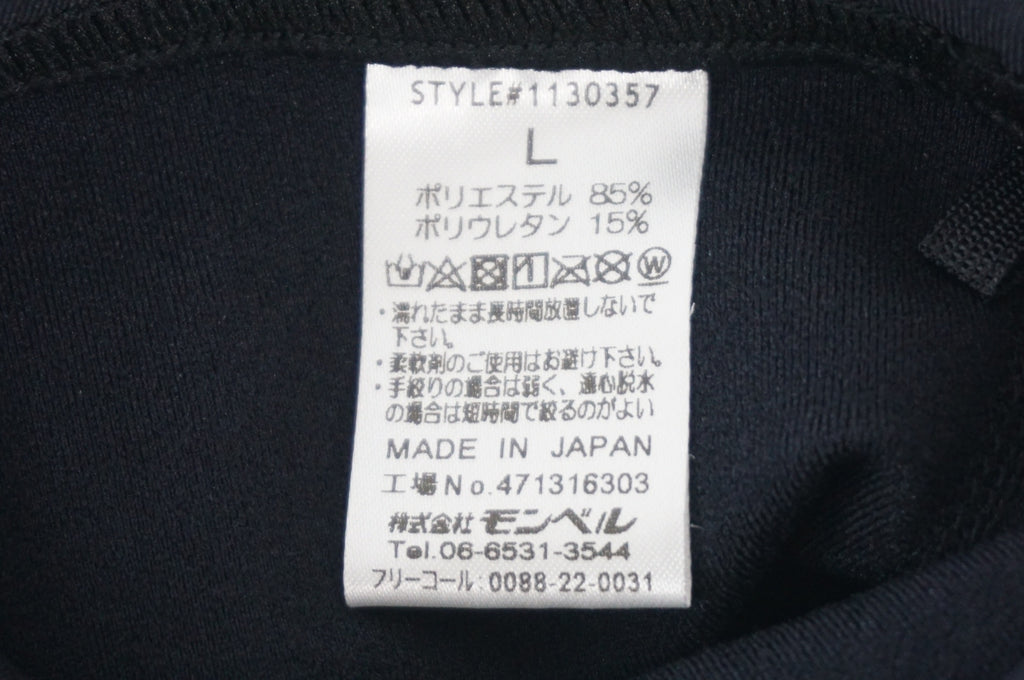 STYLE#1130357
L
ポリエステル 85%
ポリウレタン 15%
W
・濡れたまま長時間放置しないで
下さい。
・柔軟剤のご使用はお避け下さい。
・手絞りの場合は弱く、遠心脱水
の場合は短時間で絞るのがよい
MADE IN JAPAN
工場No.471316303
株式会社モンベル
Tel.06-6531-3544
フリーコール:0088-22-0031